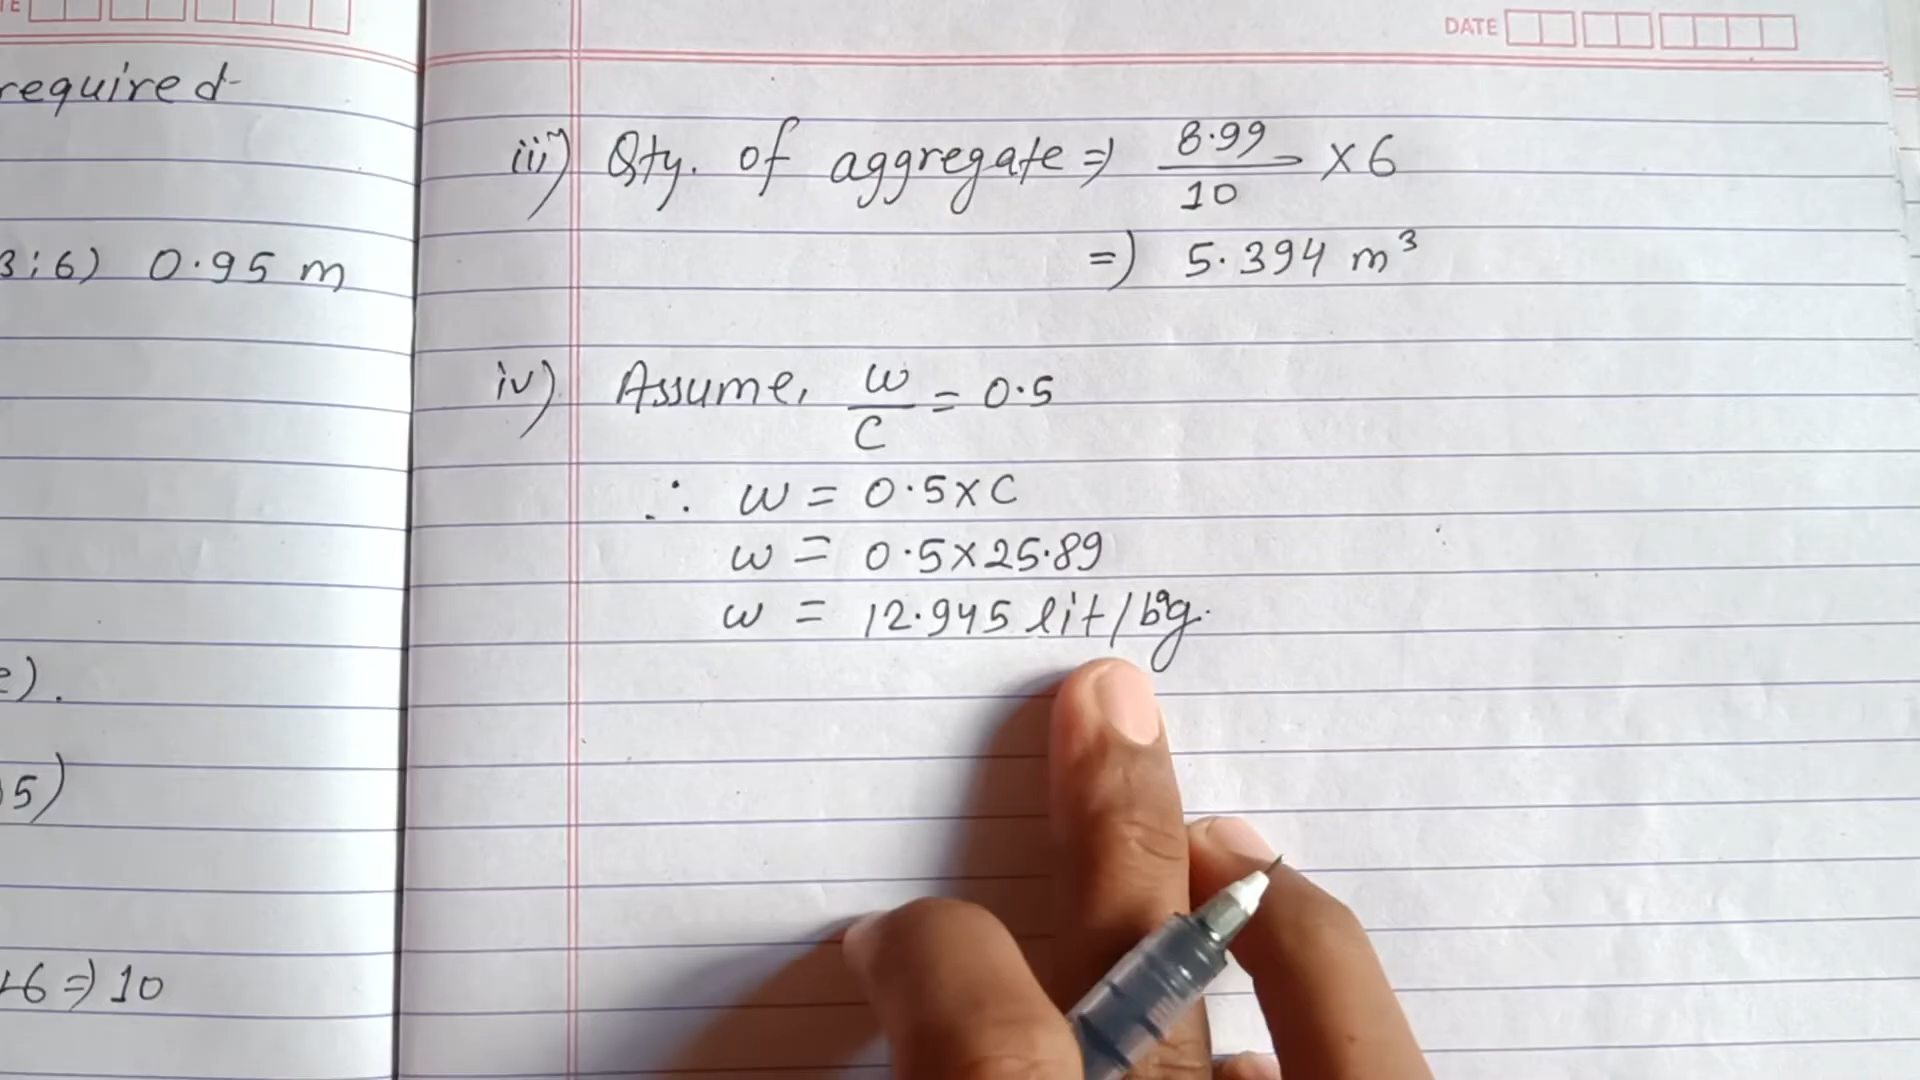 required
3:6) 0.95 m
5)
+6 => 10
DATE
iii) Qty. of aggregate => 8.99/10 × 6
=) 5.394 m³
iv) Assume, w/c = 0.5
∴ w = 0.5×C
w = 0.5×25.89
w = 12.945 lit/bag.